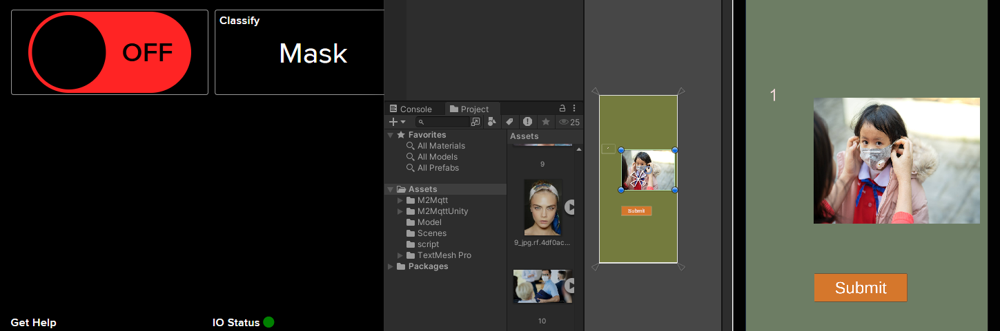 OFF
Classify
Mask
Get Help
IO Status
Console
Project
25
Favorites
All Materials
All Models
All Prefabs
Assets
M2Mqtt
M2MqttUnity
Model
Scenes
script
TextMesh Pro
Packages
Assets
9
9_jpg.rf.4df0ac...
10
Submit
1
Submit